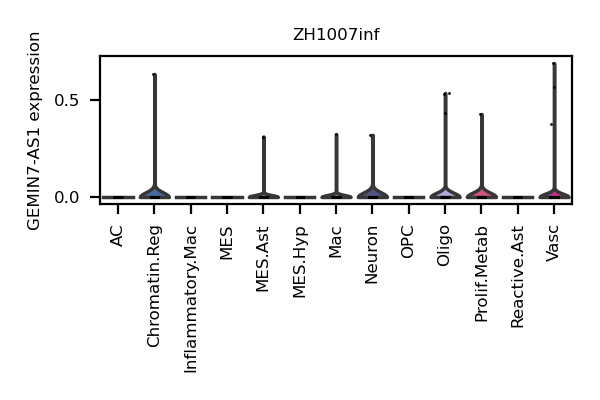 ZH1007inf
GEMIN7-AS1 expression
0.5
0.0
AC
Chromatin.Reg
Inflammatory.Mac
MES
MES.Ast
MES.Hyp
Mac
Neuron
OPC
Oligo
Prolif.Metab
Reactive.Ast
Vasc